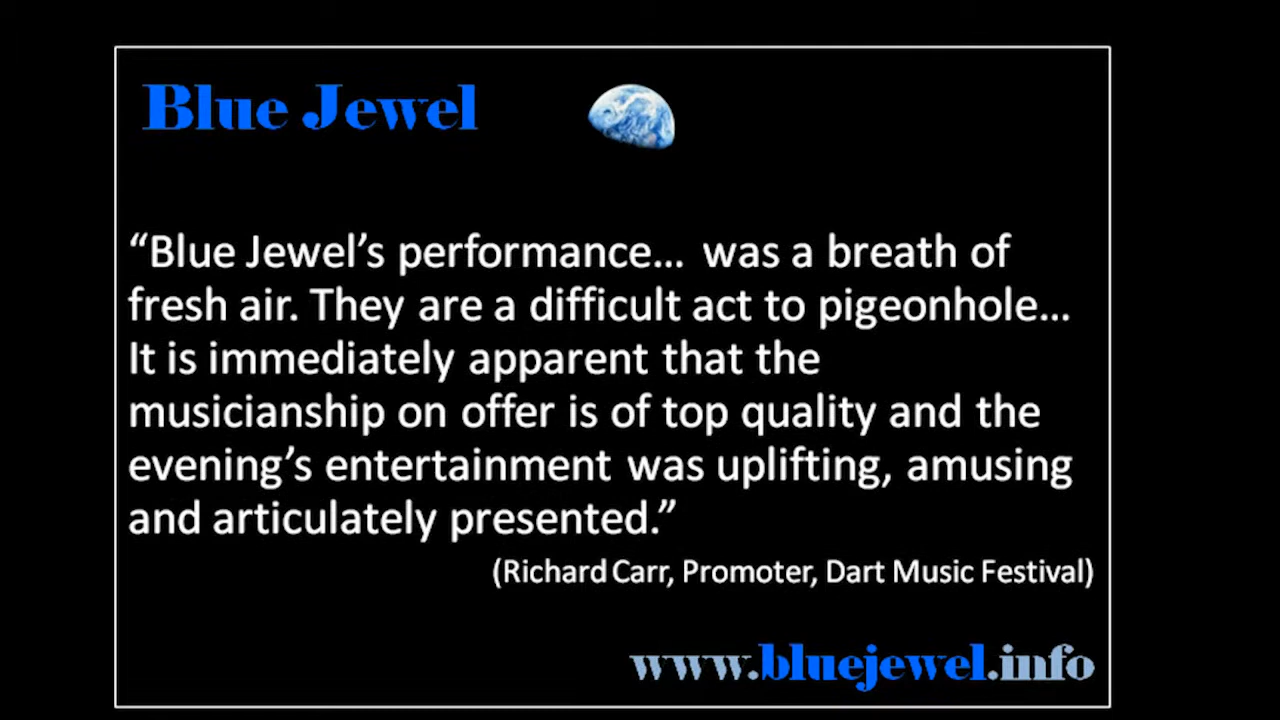 Blue Jewel
“Blue Jewel’s performance... was a breath of
fresh air. They are a difficult act to pigeonhole...
It is immediately apparent that the
musicianship on offer is of top quality and the
evening’s entertainment was uplifting, amusing
and articulately presented.”
(Richard Carr, Promoter, Dart Music Festival)
www.bluejewel.info